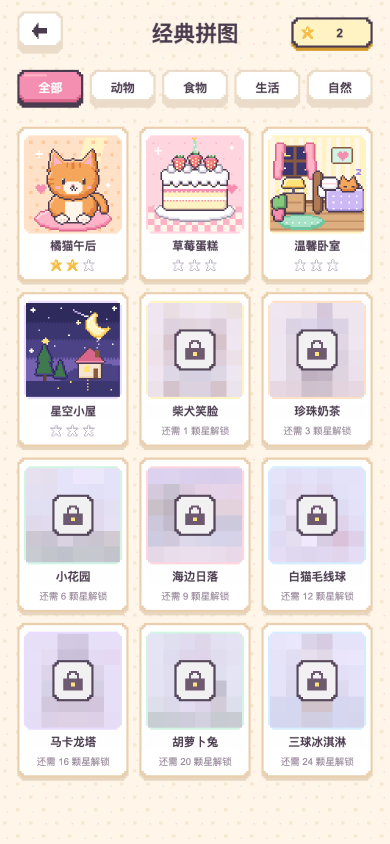 经典拼图
2
全部
动物
食物
生活
自然
橘猫午后
草莓蛋糕
温馨卧室
星空小屋
柴犬笑脸
还需 1 颗星解锁
珍珠奶茶
还需 3 颗星解锁
小花园
还需 6 颗星解锁
海边日落
还需 9 颗星解锁
白猫毛线球
还需 12 颗星解锁
马卡龙塔
还需 16 颗星解锁
胡萝卜兔
还需 20 颗星解锁
三球冰淇淋
还需 24 颗星解锁